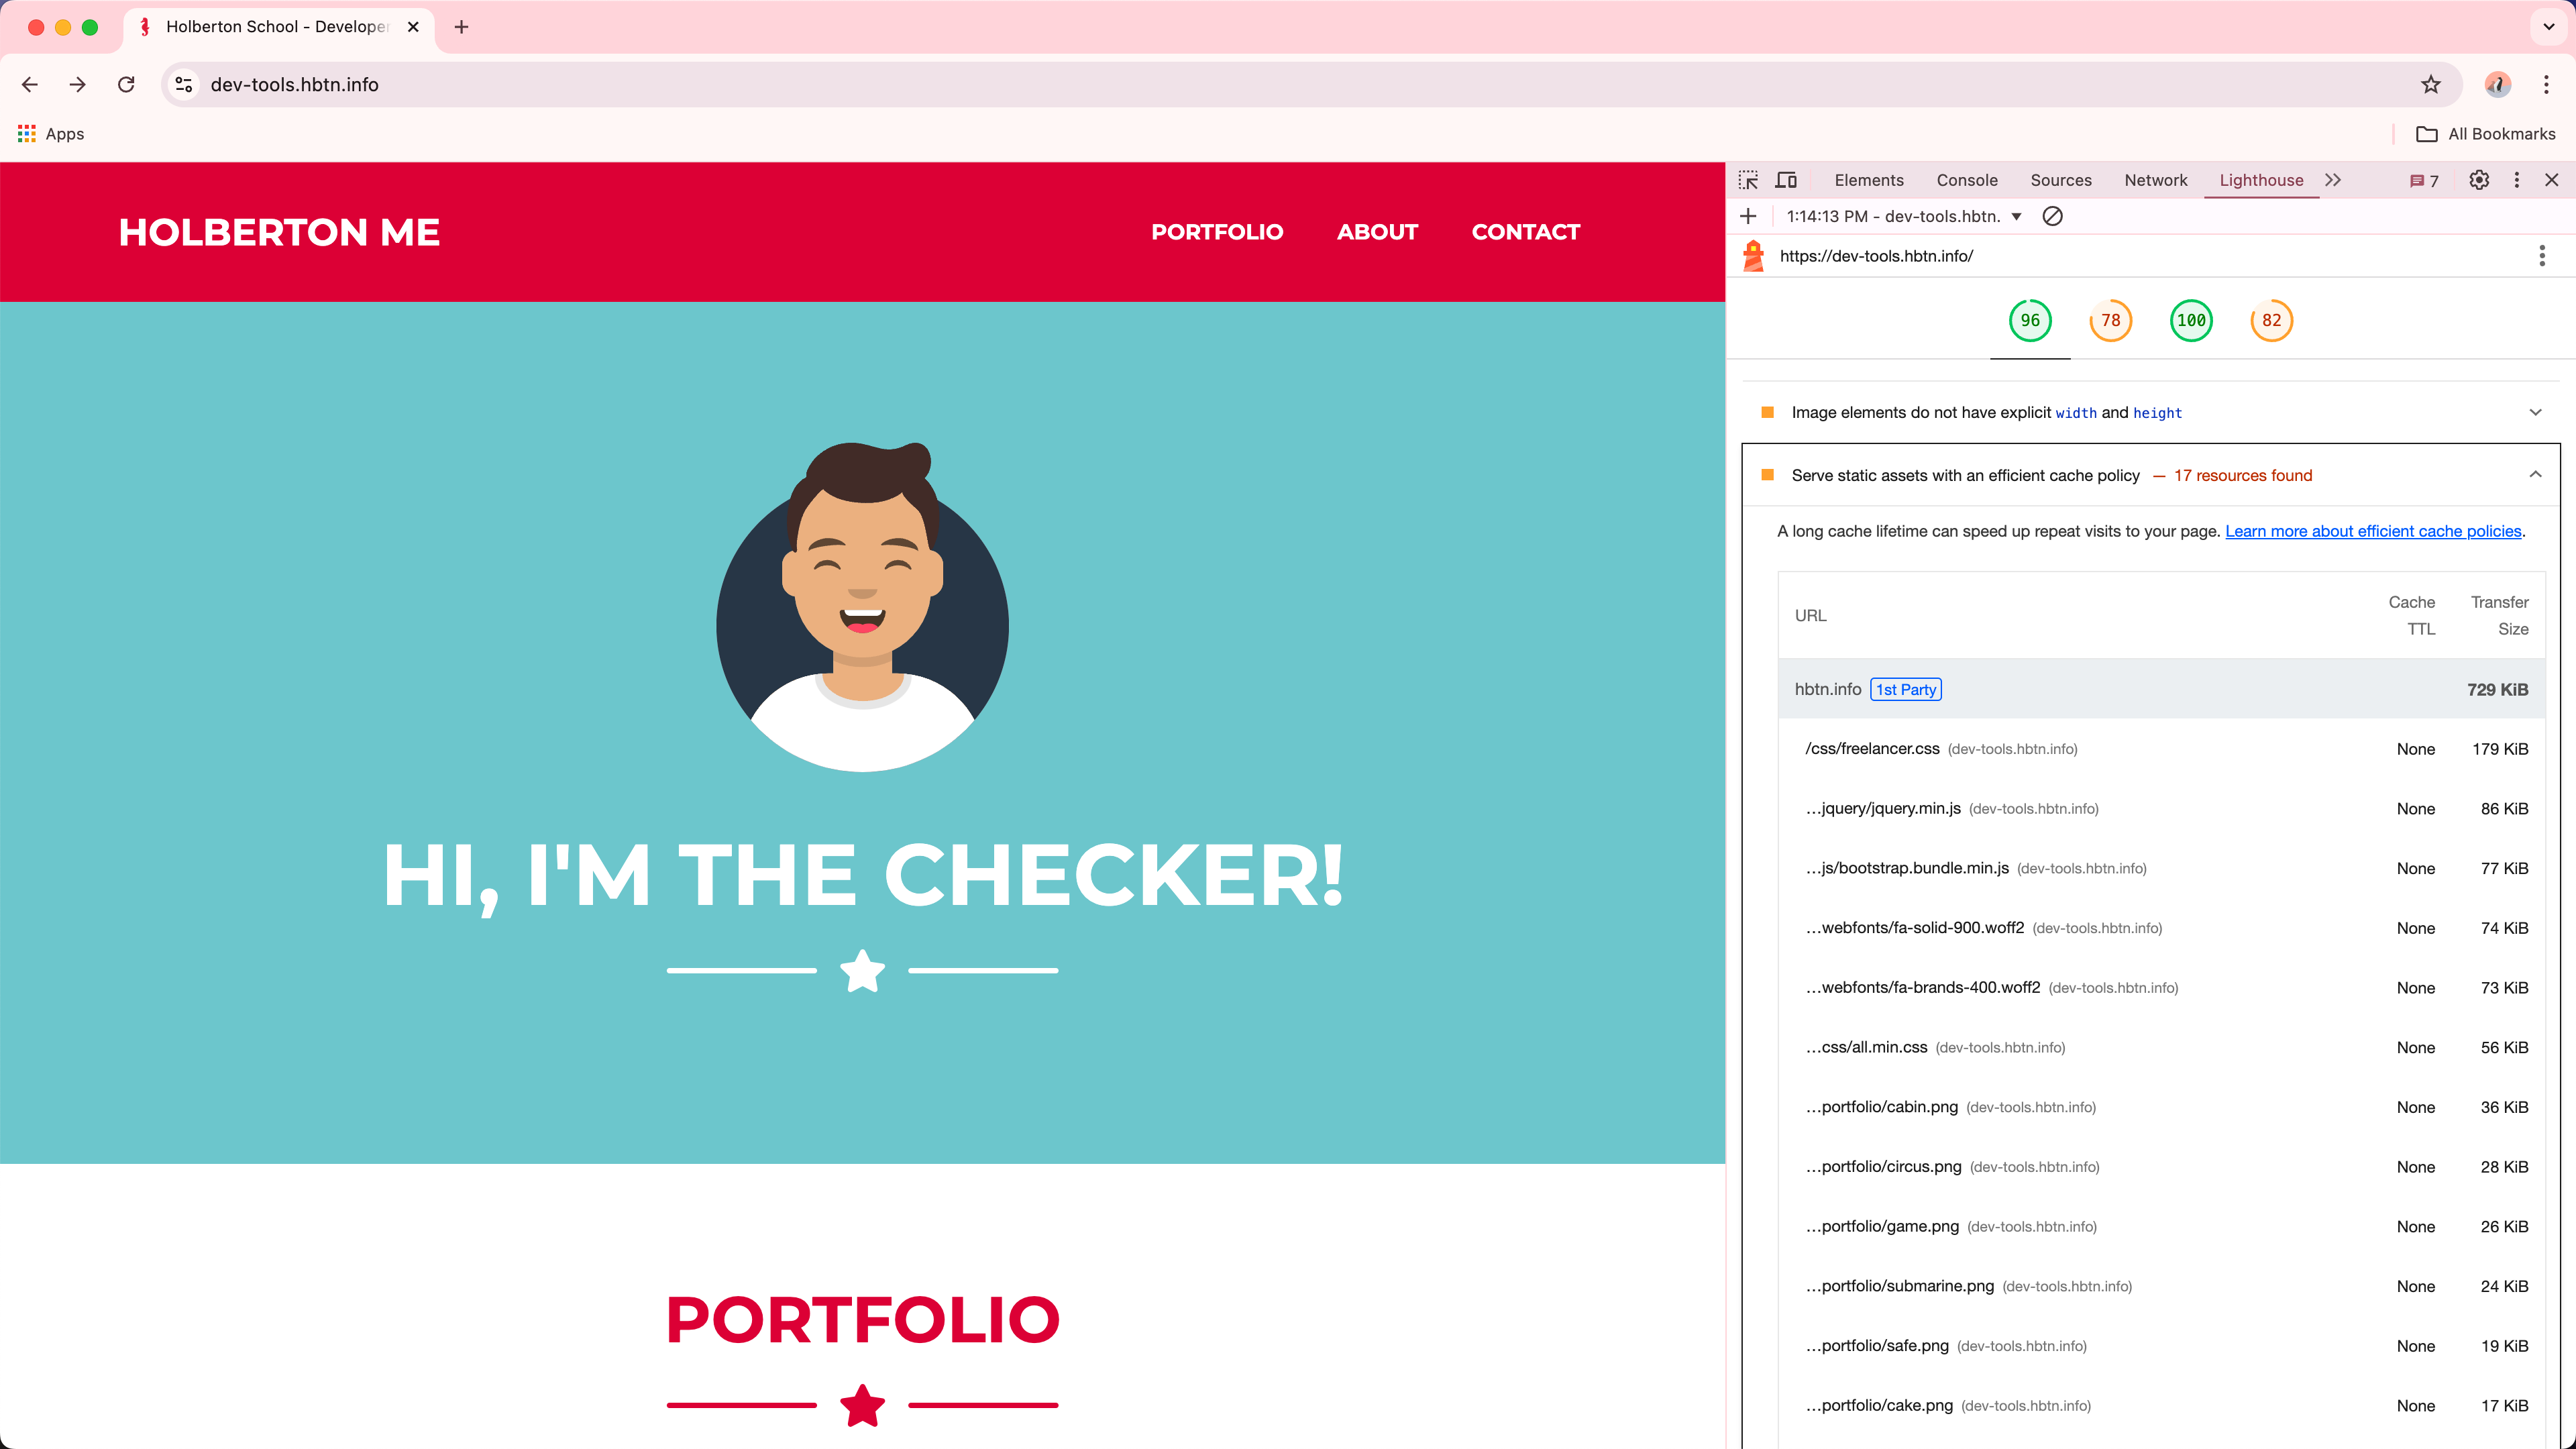 Holberton School - Developer
dev-tools.hbtn.info
Apps
All Bookmarks
HOLBERTON ME
PORTFOLIO ABOUT CONTACT
HI, I'M THE CHECKER!
PORTFOLIO
Elements Console Sources Network Lighthouse 7
1:14:13 PM - dev-tools.hbtn.
https://dev-tools.hbtn.info/
96 78 100 82
Image elements do not have explicit width and height
Serve static assets with an efficient cache policy — 17 resources found
A long cache lifetime can speed up repeat visits to your page. Learn more about efficient cache policies.
URL Cache TTL Transfer Size
hbtn.info 1st Party 729 KiB
/css/freelancer.css (dev-tools.hbtn.info) None 179 KiB
…jquery/jquery.min.js (dev-tools.hbtn.info) None 86 KiB
…js/bootstrap.bundle.min.js (dev-tools.hbtn.info) None 77 KiB
…webfonts/fa-solid-900.woff2 (dev-tools.hbtn.info) None 74 KiB
…webfonts/fa-brands-400.woff2 (dev-tools.hbtn.info) None 73 KiB
…css/all.min.css (dev-tools.hbtn.info) None 56 KiB
…portfolio/cabin.png (dev-tools.hbtn.info) None 36 KiB
…portfolio/circus.png (dev-tools.hbtn.info) None 28 KiB
…portfolio/game.png (dev-tools.hbtn.info) None 26 KiB
…portfolio/submarine.png (dev-tools.hbtn.info) None 24 KiB
…portfolio/safe.png (dev-tools.hbtn.info) None 19 KiB
…portfolio/cake.png (dev-tools.hbtn.info) None 17 KiB